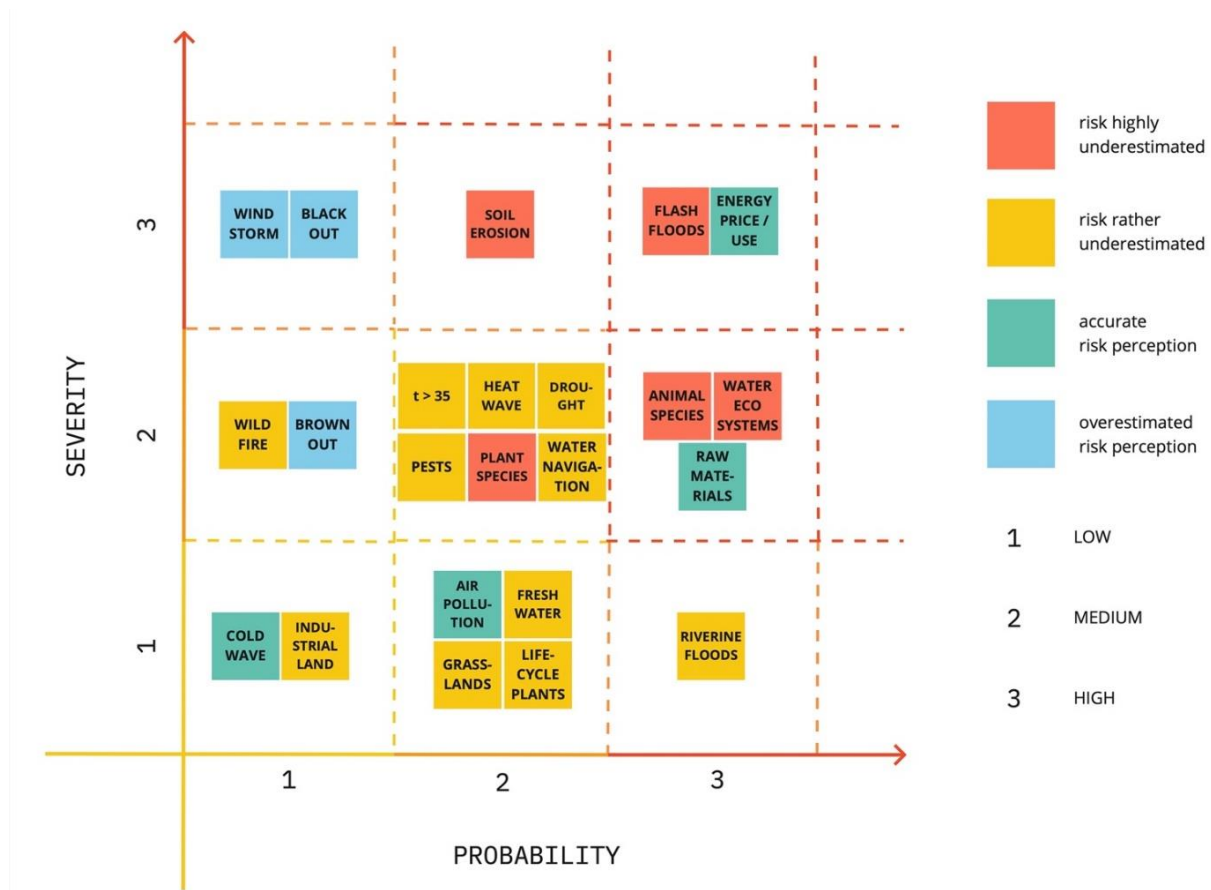 SEVERITY
3
2
1
WIND
STORM
BLACK
OUT
SOIL
EROSION
FLASH
FLOODS
ENERGY
PRICE /
USE
WILD
FIRE
BROWN
OUT
t > 35
HEAT
WAVE
DROU-
GHT
PESTS
PLANT
SPECIES
WATER
NAVIGA-
TION
ANIMAL
SPECIES
WATER
ECO
SYSTEMS
RAW
MATE-
RIALS
COLD
WAVE
INDU-
STRIAL
LAND
AIR
POLLU-
TION
FRESH
WATER
GRASS-
LANDS
LIFE-
CYCLE
PLANTS
RIVERINE
FLOODS
1
2
3
PROBABILITY
risk highly
underestimated
risk rather
underestimated
accurate
risk perception
overestimated
risk perception
1 LOW
2 MEDIUM
3 HIGH